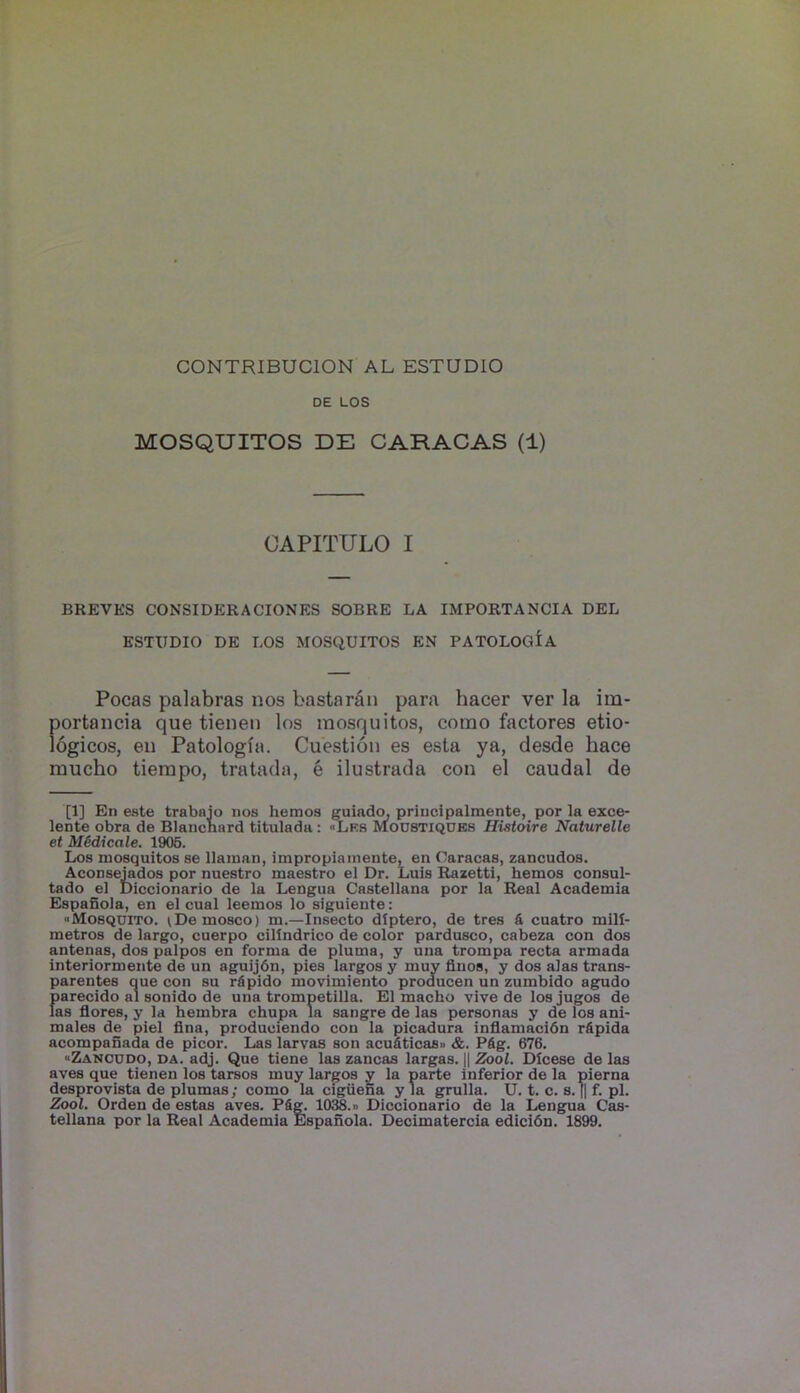 CONTRIBUCION AL ESTUDIO
DE LOS
MOSQUITOS DE CARACAS (1)
CAPITULO I
BREVES CONSIDERACIONES SOBRE LA IMPORTANCIA DEL
ESTUDIO DE LOS MOSQUITOS EN PATOLOGÍA
Pocas palabras nos bastarán para hacer ver la im-
portancia que tienen los mosquitos, como factores etio-
lógicos, en Patología. Cuestión es esta ya, desde hace
mucho tiempo, tratada, é ilustrada con el caudal de
[1] En este trabajo nos hemos guiado, principalmente, por la exce-
lente obra de Blanchard titulada: «LES MOUSTIQUES Histoire Naturelle
et Médicale. 1905.
Los mosquitos se llaman, impropiamente, en Caracas, zancudos.
Aconsejados por nuestro maestro el Dr. Luis Razetti, hemos consul-
tado el Diccionario de la Lengua Castellana por la Real Academia
Española, en el cual leemos lo siguiente:
«MOSQUITO. (De mosco) m.—Insecto díptero, de tres á cuatro milí-
metros de largo, cuerpo cilíndrico de color pardusco, cabeza con dos
antenas, dos palpos en forma de pluma, y una trompa recta armada
interiormente de un aguijón, pies largos y muy finos, y dos alas trans-
parentes que con su rápido movimiento producen un zumbido agudo
parecido al sonido de una trompetilla. El macho vive de los jugos de
las flores, y la hembra chupa la sangre de las personas y de los ani-
males de piel fina, produciendo con la picadura inflamación rápida
acompañada de picor. Las larvas son acuáticas» &. Pág. 676.
«ZANCUDO, DA. adj. Que tiene las zancas largas. || Zool. Dícese de las
aves que tienen los tarsos muy largos y la parte inferior de la pierna
desprovista de plumas; como la cigüeña y la grulla. U. t. c. s. || f. pl.
Zool. Orden de estas aves. Pág. 1038.» Diccionario de la Lengua Cas-
tellana por la Real Academia Española. Decimatercia edición. 1899.